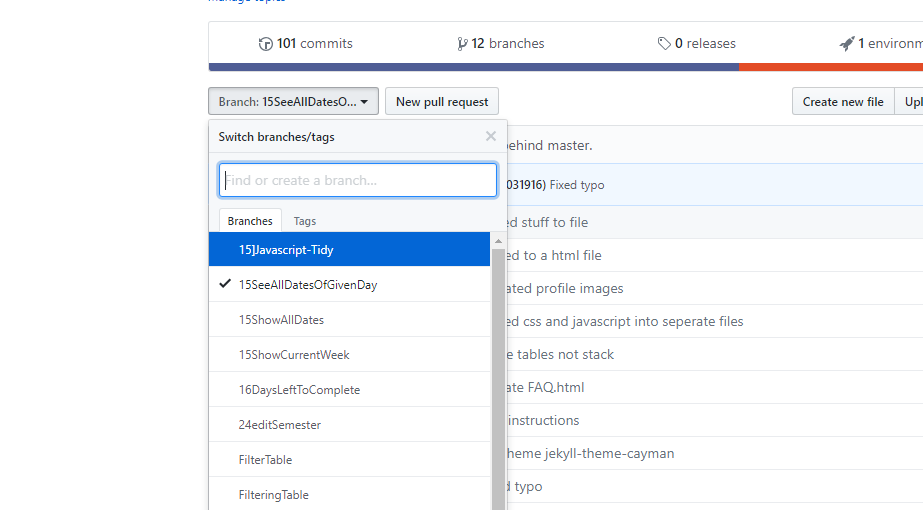 101 commits 12 branches 0 releases 1 environm
Branch: 15SeeAllDatesO... New pull request Create new file Upl
Switch branches/tags
behind master.
Find or create a branch...
031916) Fixed typo
Branches Tags
ed stuff to file
15]Javascript-Tidy
ed to a html file
15SeeAllDatesOfGivenDay
ated profile images
15ShowAllDates
ed css and javascript into seperate files
15ShowCurrentWeek
e tables not stack
16DaysLeftToComplete
ate FAQ.html
24editSemester
instructions
FilterTable
heme jekyll-theme-cayman
FilteringTable
d typo